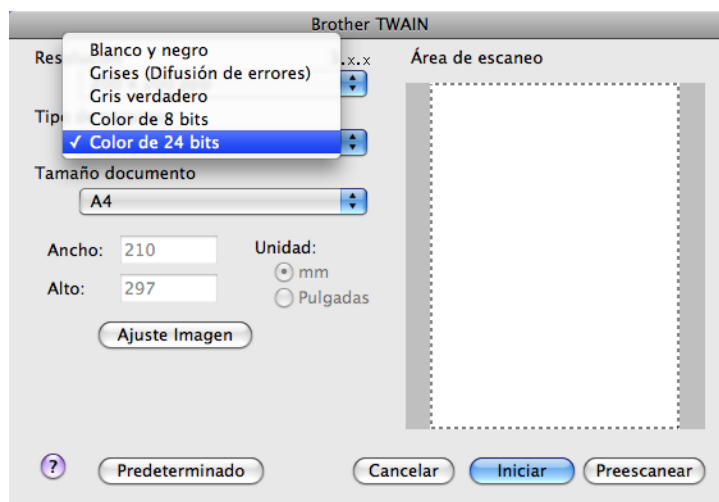 Brother TWAIN
Blanco y negro
Grises (Difusión de errores)
Gris verdadero
Color de 8 bits
✓ Color de 24 bits
Res
.x.x
Tip
Tamaño documento
A4
Ancho: 210
Alto: 297
Unidad:
mm
Pulgadas
Ajuste Imagen
Área de escaneo
?
Predeterminado
Cancelar
Iniciar
Preescanear